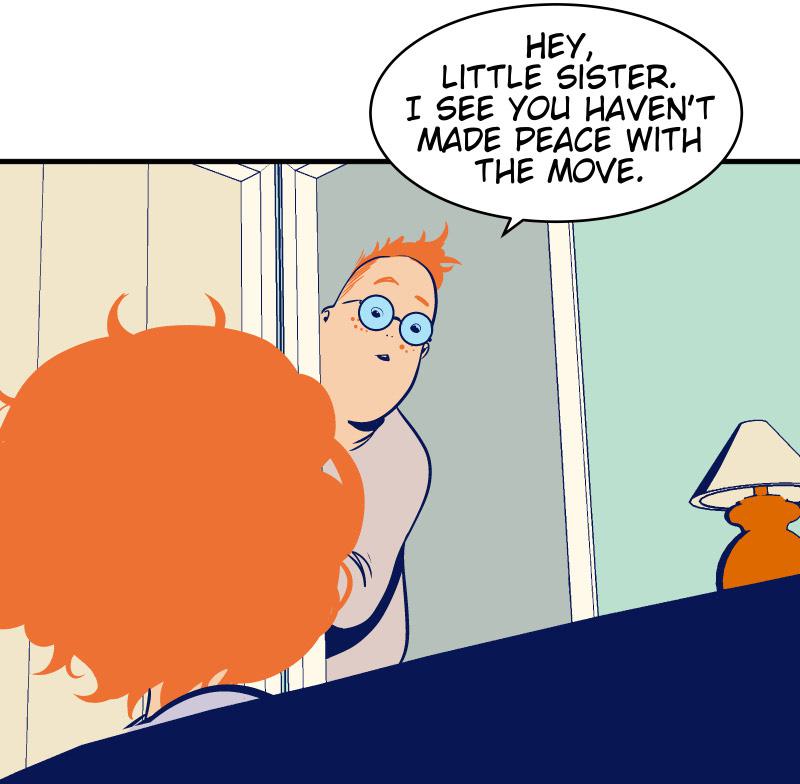 HEY,
LITTLE SISTER.
I SEE YOU HAVEN'T
MADE PEACE WITH
THE MOVE.